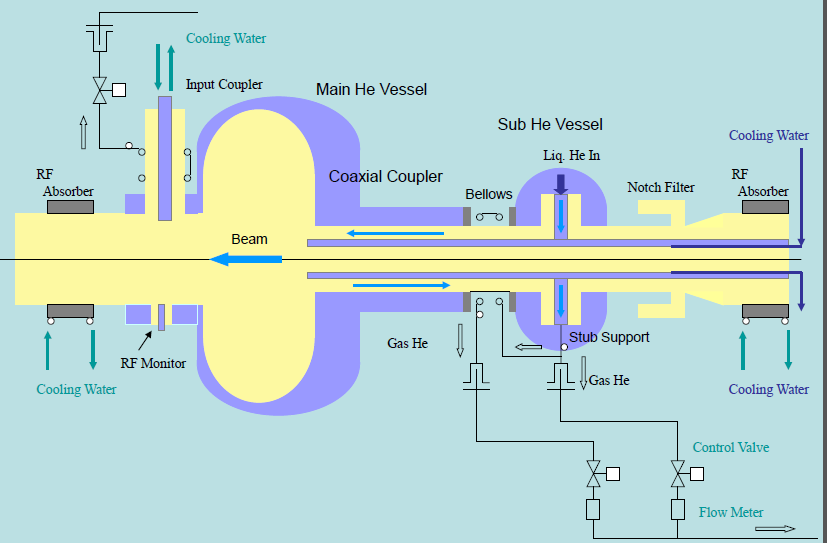 Cooling Water
Input Coupler
Main He Vessel
Sub He Vessel
Cooling Water
Liq. He In
RF
Absorber
Coaxial Coupler
Bellows
Notch Filter
RF
Absorber
Beam
Stub Support
Gas He
RF Monitor
Gas He
Cooling Water
Cooling Water
Control Valve
Flow Meter